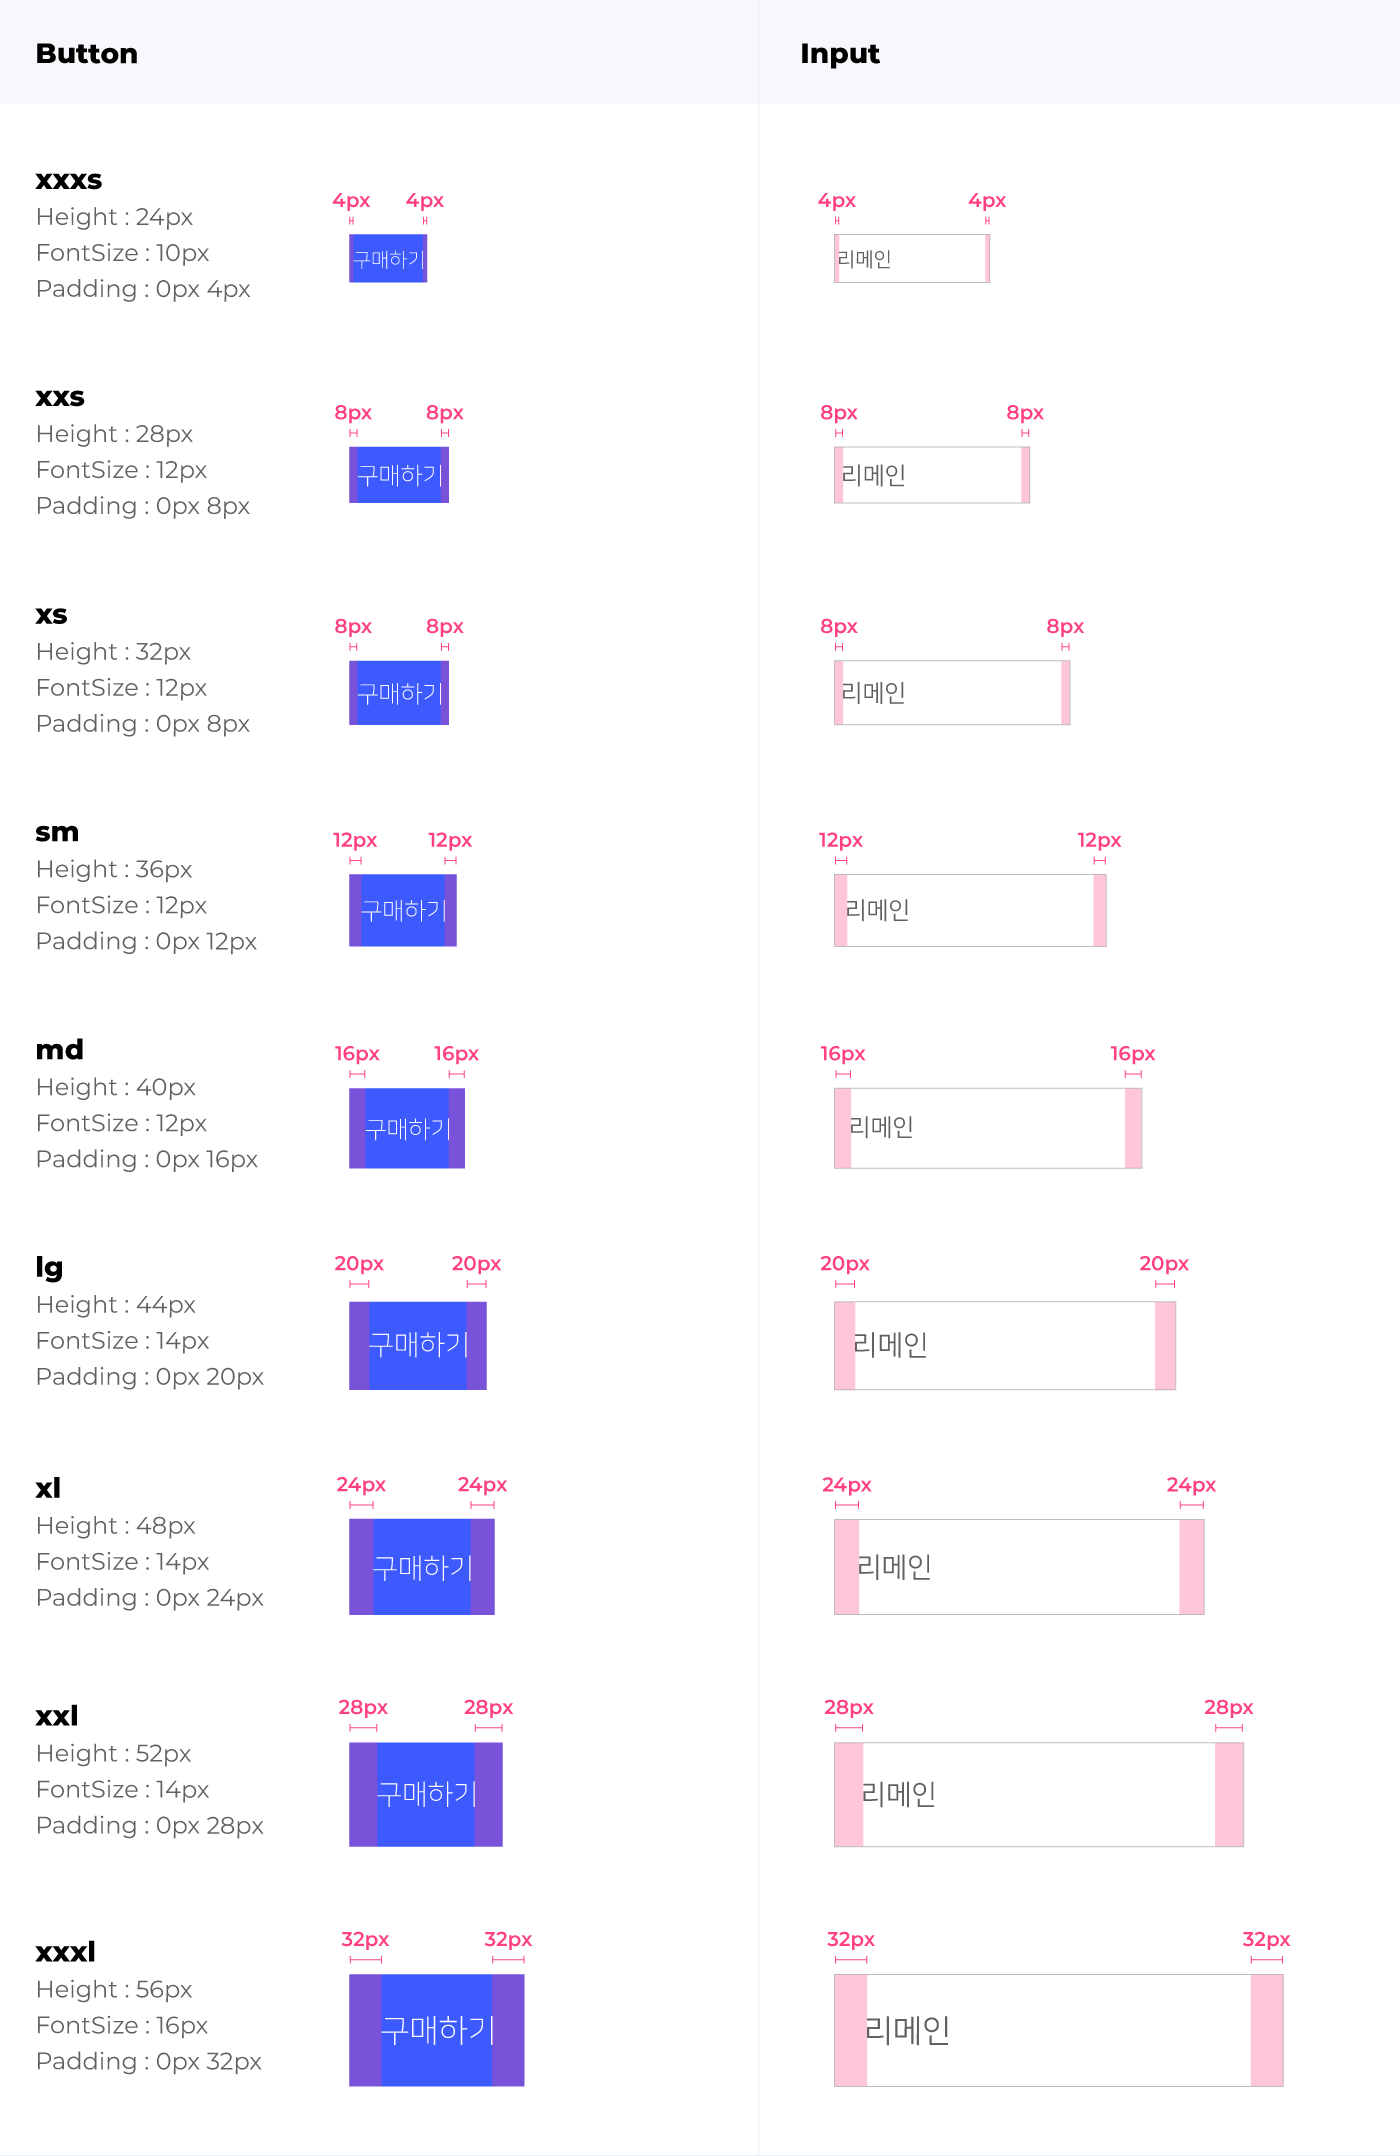 Button
Input
xxxs
Height : 24px
FontSize : 10px
Padding : 0px 4px
4px 4px
구매하기
4px 4px
리메인
xxs
Height : 28px
FontSize : 12px
Padding : 0px 8px
8px 8px
구매하기
8px 8px
리메인
xs
Height : 32px
FontSize : 12px
Padding : 0px 8px
8px 8px
구매하기
8px 8px
리메인
sm
Height : 36px
FontSize : 12px
Padding : 0px 12px
12px 12px
구매하기
12px 12px
리메인
md
Height : 40px
FontSize : 12px
Padding : 0px 16px
16px 16px
구매하기
16px 16px
리메인
lg
Height : 44px
FontSize : 14px
Padding : 0px 20px
20px 20px
구매하기
20px 20px
리메인
xl
Height : 48px
FontSize : 14px
Padding : 0px 24px
24px 24px
구매하기
24px 24px
리메인
xxl
Height : 52px
FontSize : 14px
Padding : 0px 28px
28px 28px
구매하기
28px 28px
리메인
xxxl
Height : 56px
FontSize : 16px
Padding : 0px 32px
32px 32px
구매하기
32px 32px
리메인